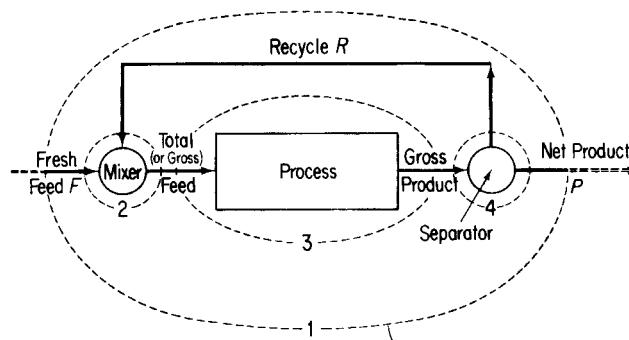 Recycle R
Fresh
Feed F
Mixer
2
Total
(or Gross)
Feed
Process
Gross
Product
4
Separator
Net Product
P
3
1